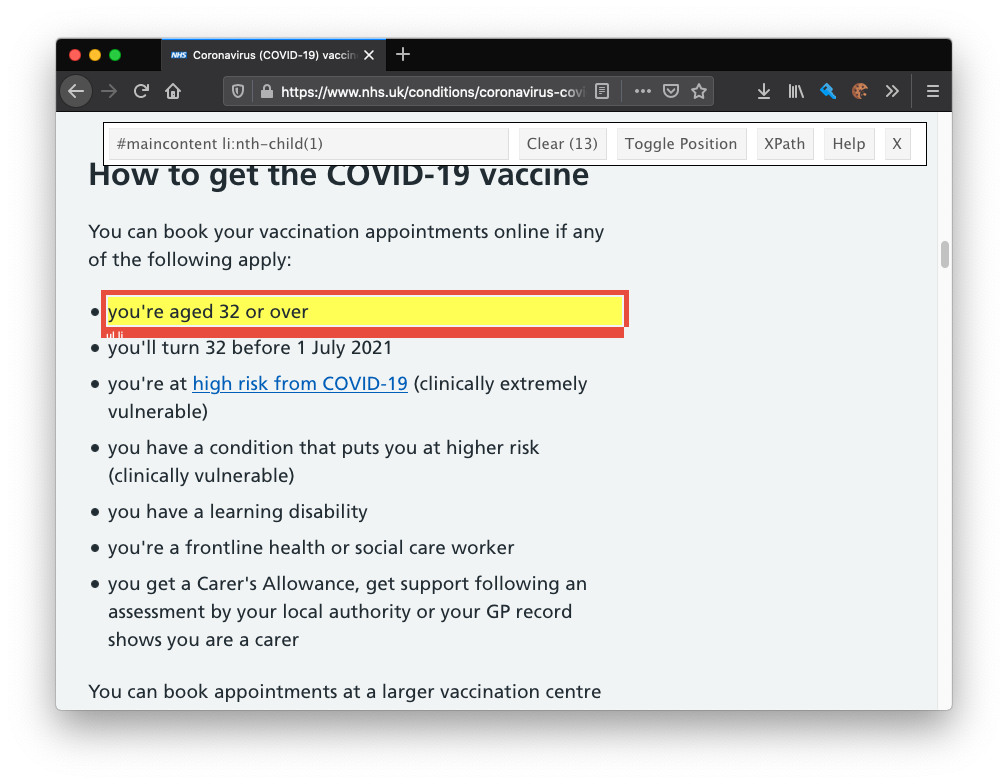 NHS Coronavirus (COVID-19) vaccin
https://www.nhs.uk/conditions/coronavirus-covi
#maincontent li:nth-child(1) Clear (13) Toggle Position XPath Help X
How to get the COVID-19 vaccine
You can book your vaccination appointments online if any
of the following apply:
you're aged 32 or over
ul li
you'll turn 32 before 1 July 2021
you're at high risk from COVID-19 (clinically extremely
vulnerable)
you have a condition that puts you at higher risk
(clinically vulnerable)
you have a learning disability
you're a frontline health or social care worker
you get a Carer's Allowance, get support following an
assessment by your local authority or your GP record
shows you are a carer
You can book appointments at a larger vaccination centre